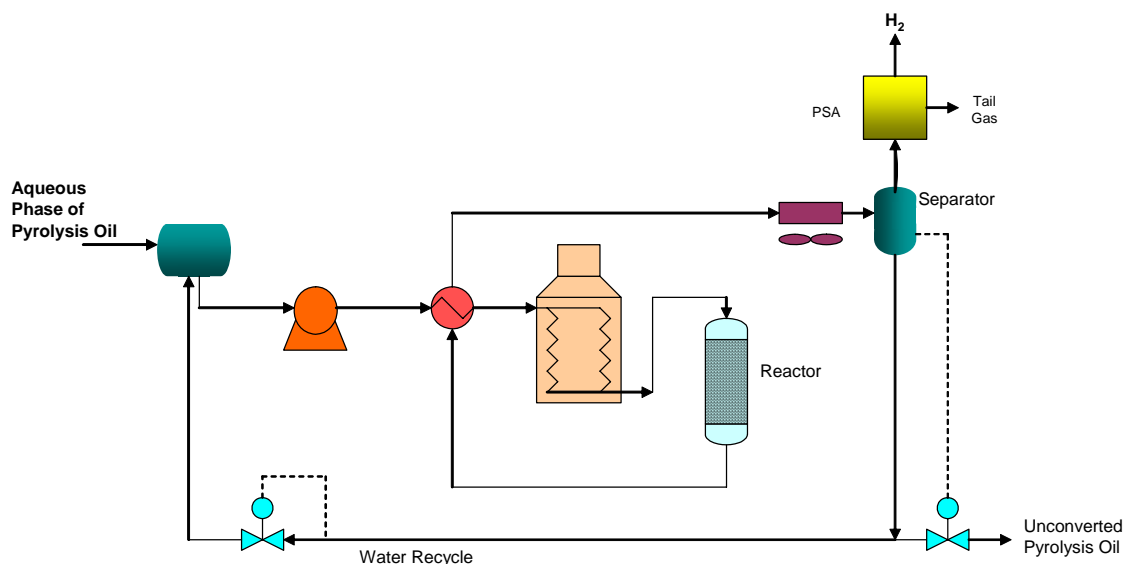 H2
PSA
Tail
Gas
Aqueous
Phase of
Pyrolysis Oil
Separator
Reactor
Water Recycle
Unconverted
Pyrolysis Oil